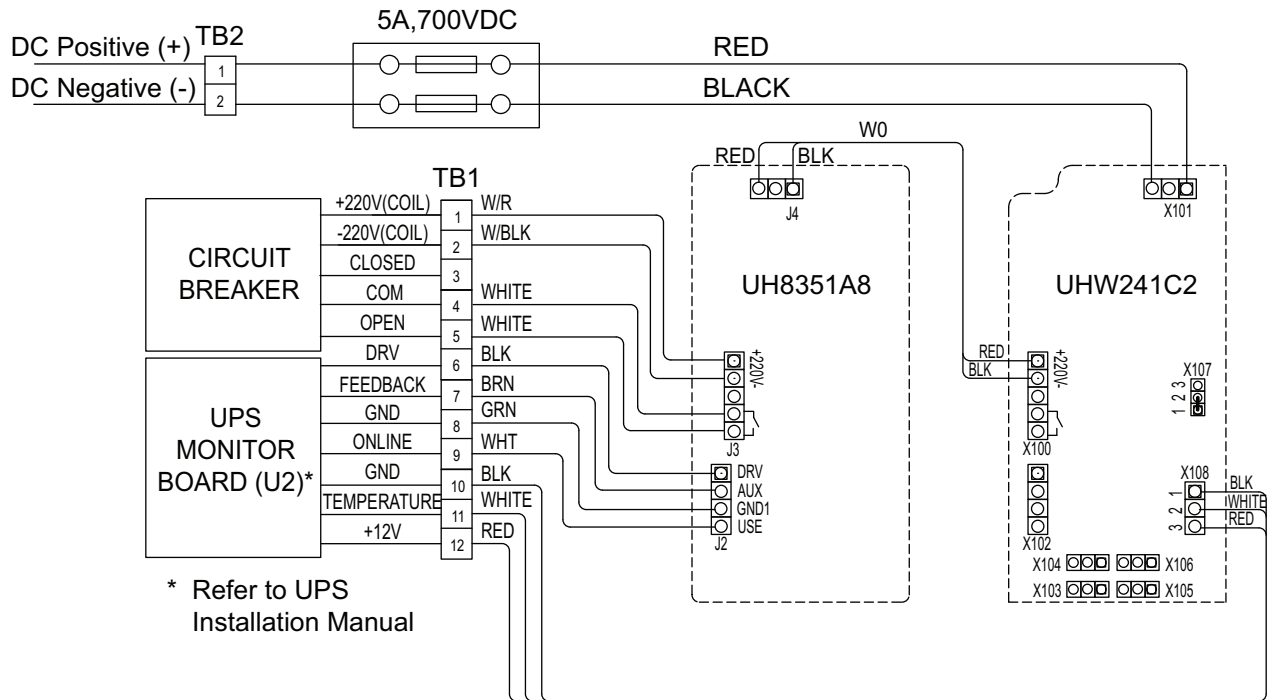 5A,700VDC
DC Positive (+) TB2 RED
1
DC Negative (-) BLACK
2
W0
RED BLK
TB1
J4
X101
CIRCUIT
BREAKER
+220V(COIL) 1 W/R
-220V(COIL) 2 W/BLK
CLOSED 3
COM 4 WHITE
OPEN 5 WHITE
UPS
MONITOR
BOARD (U2)*
DRV 6 BLK
FEEDBACK 7 BRN
GND 8 GRN
ONLINE 9 WHT
GND 10 BLK
TEMPERATURE 11 WHITE
+12V 12 RED
UH8351A8
+220V-
J3
DRV
AUX
GND1
USE
J2
UHW241C2
RED
BLK
+220V-
X100
X107
1 2 3
X102
X108
1 BLK
2 WHITE
3 RED
X104 X106
X103 X105
* Refer to UPS
Installation Manual